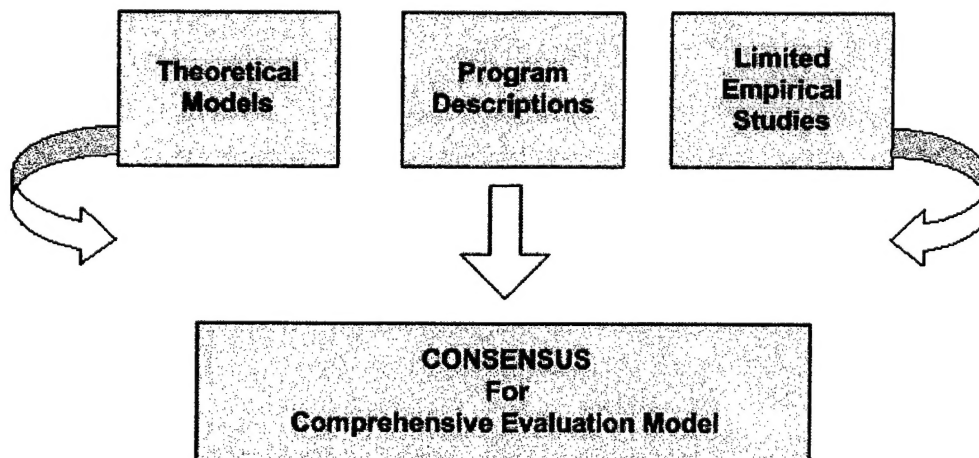 Theoretical
Models
Program
Descriptions
Limited
Empirical
Studies
CONSENSUS
For
Comprehensive Evaluation Model